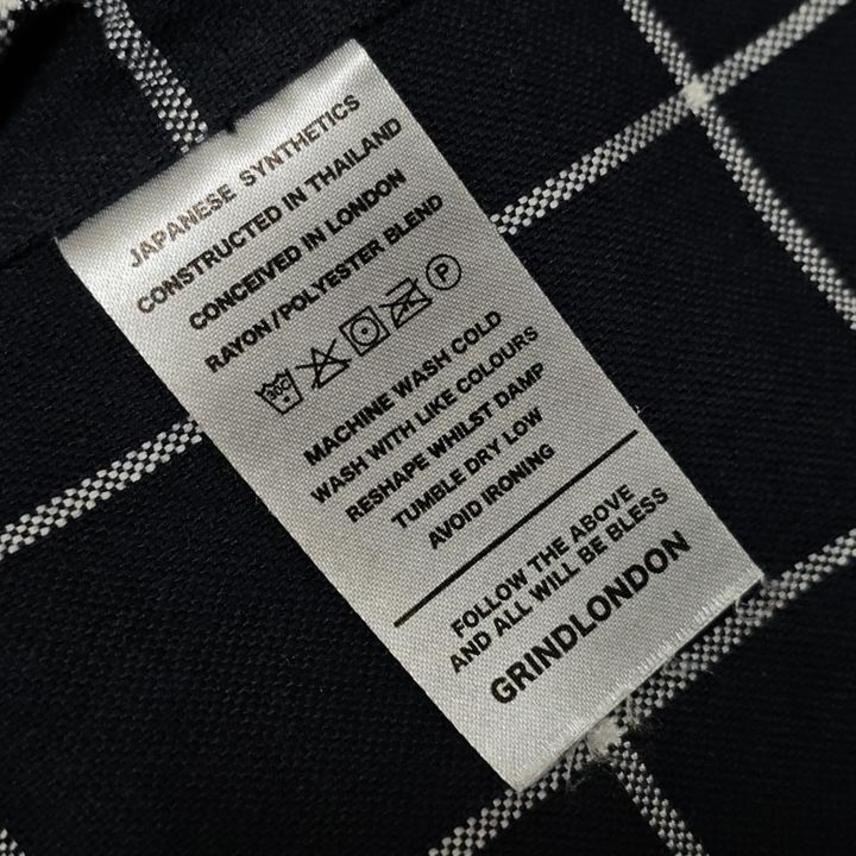 JAPANESE SYNTHETICS
CONSTRUCTED IN THAILAND
CONCEIVED IN LONDON
RAYON/POLYESTER BLEND
30C P
MACHINE WASH COLD
WASH WITH LIKE COLOURS
RESHAPE WHILST DAMP
TUMBLE DRY LOW
AVOID IRONING
FOLLOW THE ABOVE
AND ALL WILL BE BLESS
GRINDLONDON